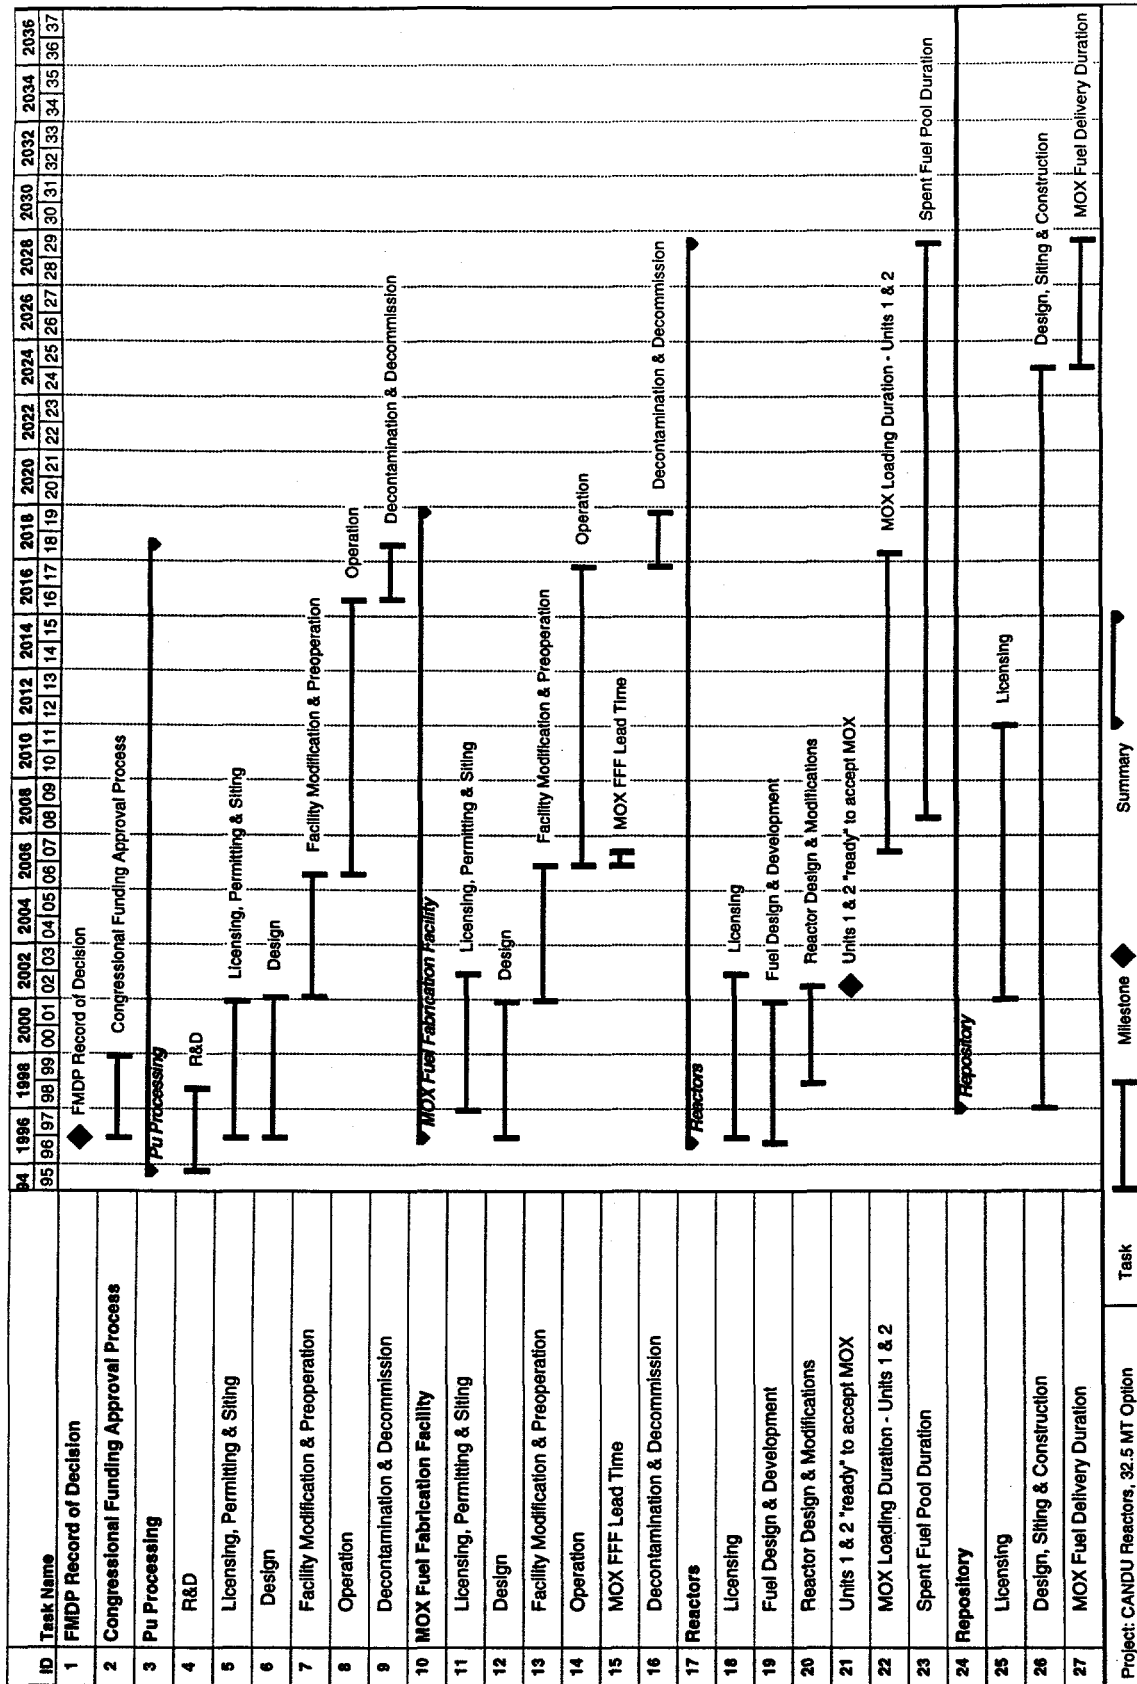 ID Task Name 94 1996 1998 2000 2002 2004 2006 2008 2010 2012 2014 2016 2018 2020 2022 2024 2026 2028 2030 2032 2034 2036
95 96 97 98 99 00 01 02 03 04 05 06 07 08 09 10 11 12 13 14 15 16 17 18 19 20 21 22 23 24 25 26 27 28 29 30 31 32 33 34 35 36 37
1 FMDP Record of Decision FMDP Record of Decision
2 Congressional Funding Approval Process Congressional Funding Approval Process
3 Pu Processing Pu Processing
4 R&D R&D
5 Licensing, Permitting & Siting Licensing, Permitting & Siting
6 Design Design
7 Facility Modification & Preoperation Facility Modification & Preoperation
8 Operation Operation
9 Decontamination & Decommission Decontamination & Decommission
10 MOX Fuel Fabrication Facility MOX Fuel Fabrication Facility
11 Licensing, Permitting & Siting Licensing, Permitting & Siting
12 Design Design
13 Facility Modification & Preoperation Facility Modification & Preoperation
14 Operation Operation
15 MOX FFF Lead Time MOX FFF Lead Time
16 Decontamination & Decommission Decontamination & Decommission
17 Reactors Reactors
18 Licensing Licensing
19 Fuel Design & Development Fuel Design & Development
20 Reactor Design & Modifications Reactor Design & Modifications
21 Units 1 & 2 "ready" to accept MOX Units 1 & 2 "ready" to accept MOX
22 MOX Loading Duration - Units 1 & 2 MOX Loading Duration - Units 1 & 2
23 Spent Fuel Pool Duration Spent Fuel Pool Duration
24 Repository Repository
25 Licensing Licensing
26 Design, Siting & Construction Design, Siting & Construction
27 MOX Fuel Delivery Duration MOX Fuel Delivery Duration
Project: CANDU Reactors, 32.5 MT Option Task Milestone Summary